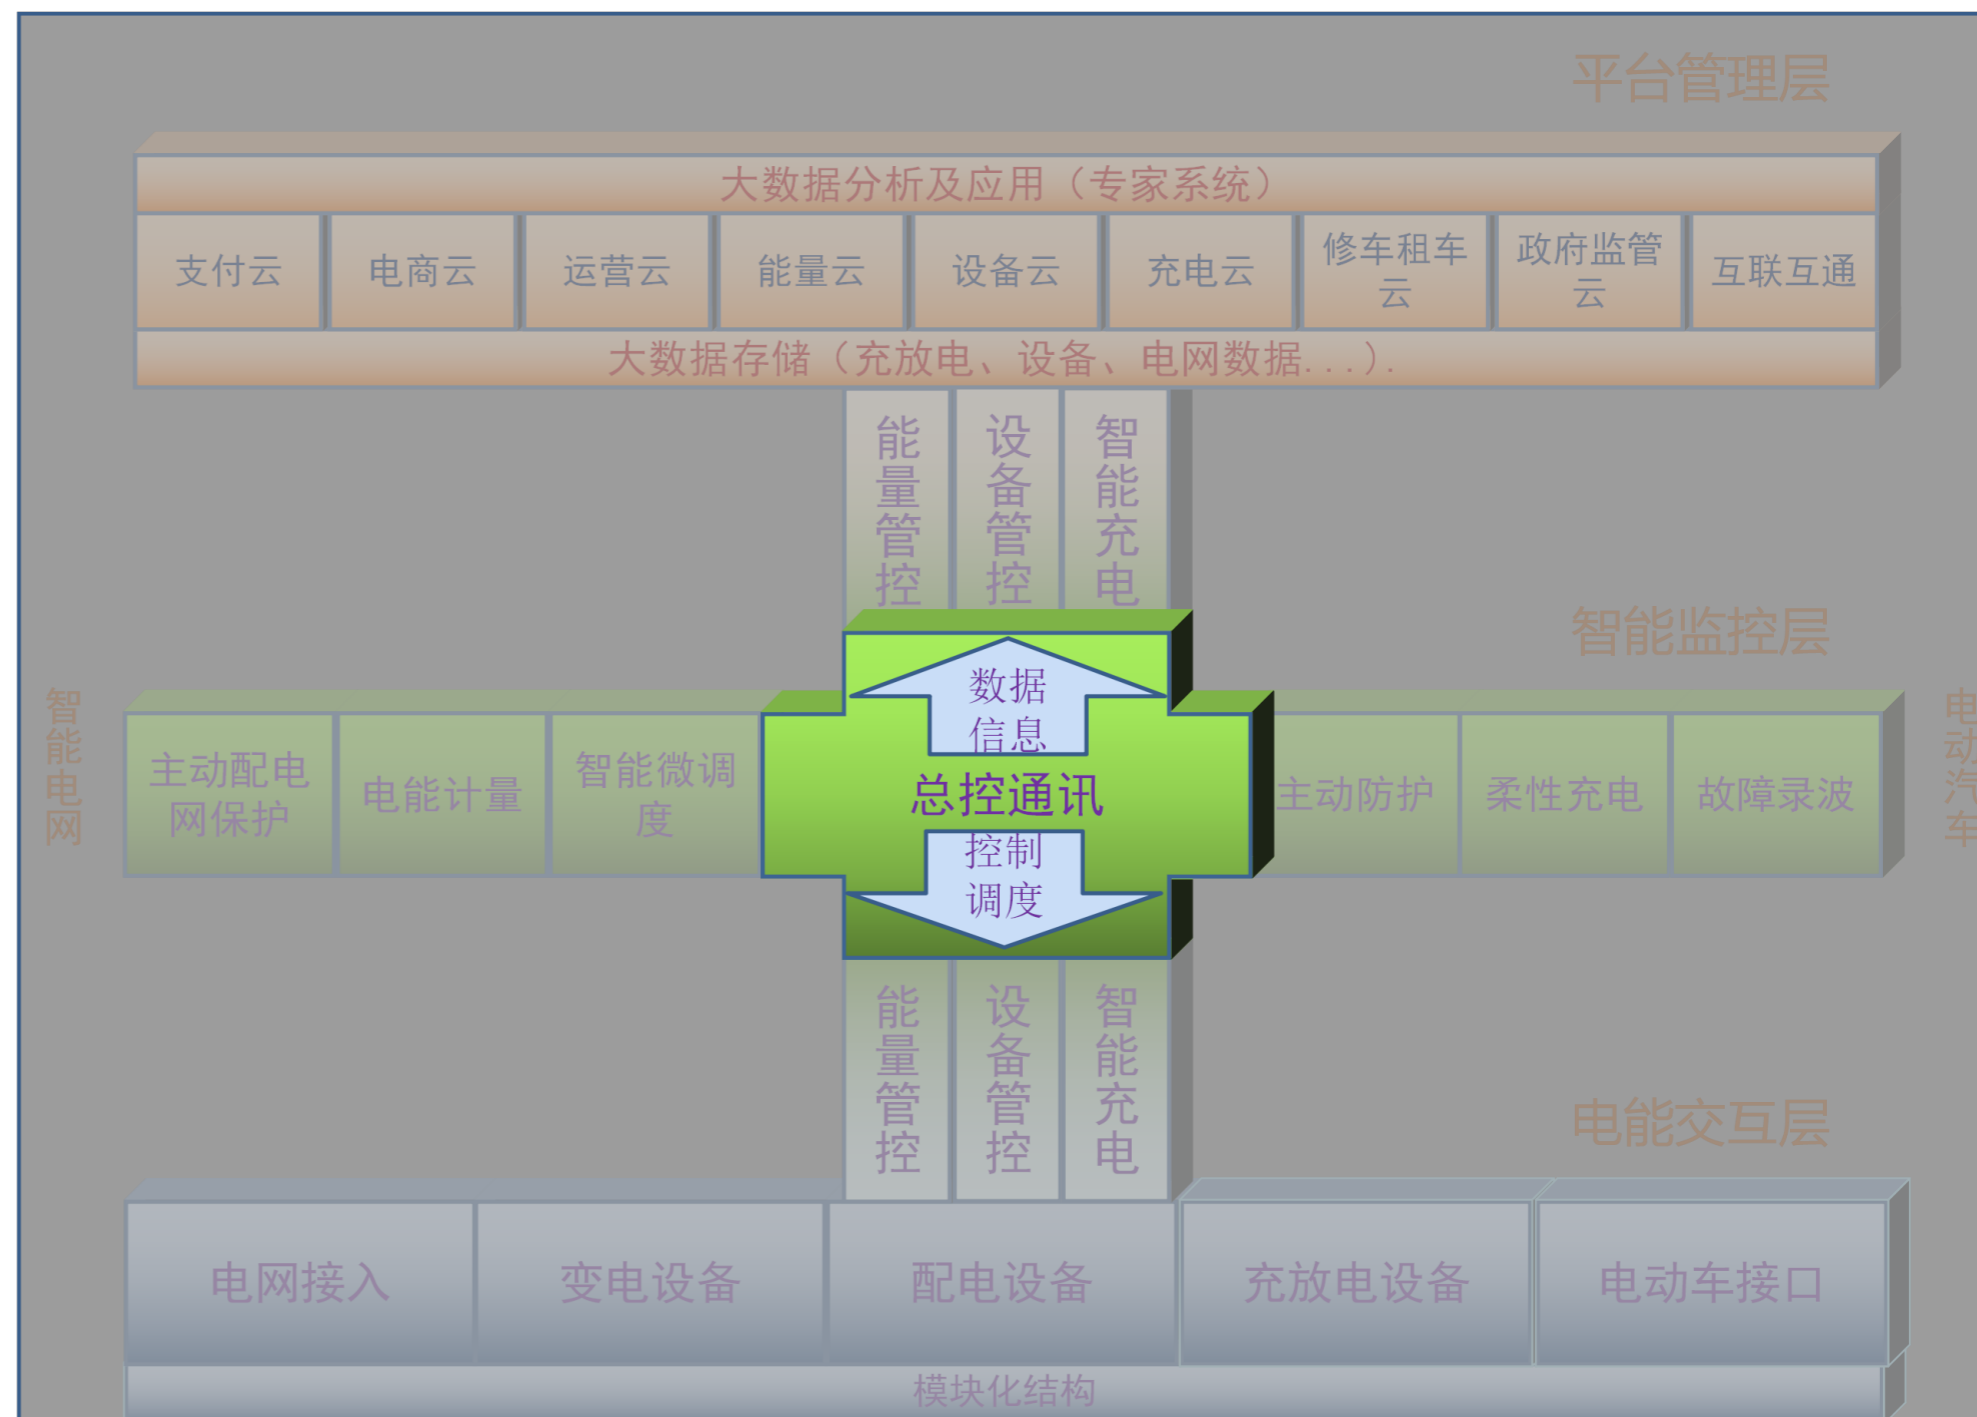 平台管理层
大数据分析及应用（专家系统）
支付云
电商云
运营云
能量云
设备云
充电云
修车租车
云
政府监管
云
互联互通
大数据存储（充放电、设备、电网数据...).
能量管控
设备管控
智能充电
智能监控层
智能电网
主动配电
网保护
电能计量
智能微调
度
数据
信息
总控通讯
控制
调度
主动防护
柔性充电
故障录波
电动汽车
能量管控
设备管控
智能充电
电能交互层
电网接入
变电设备
配电设备
充放电设备
电动车接口
模块化结构